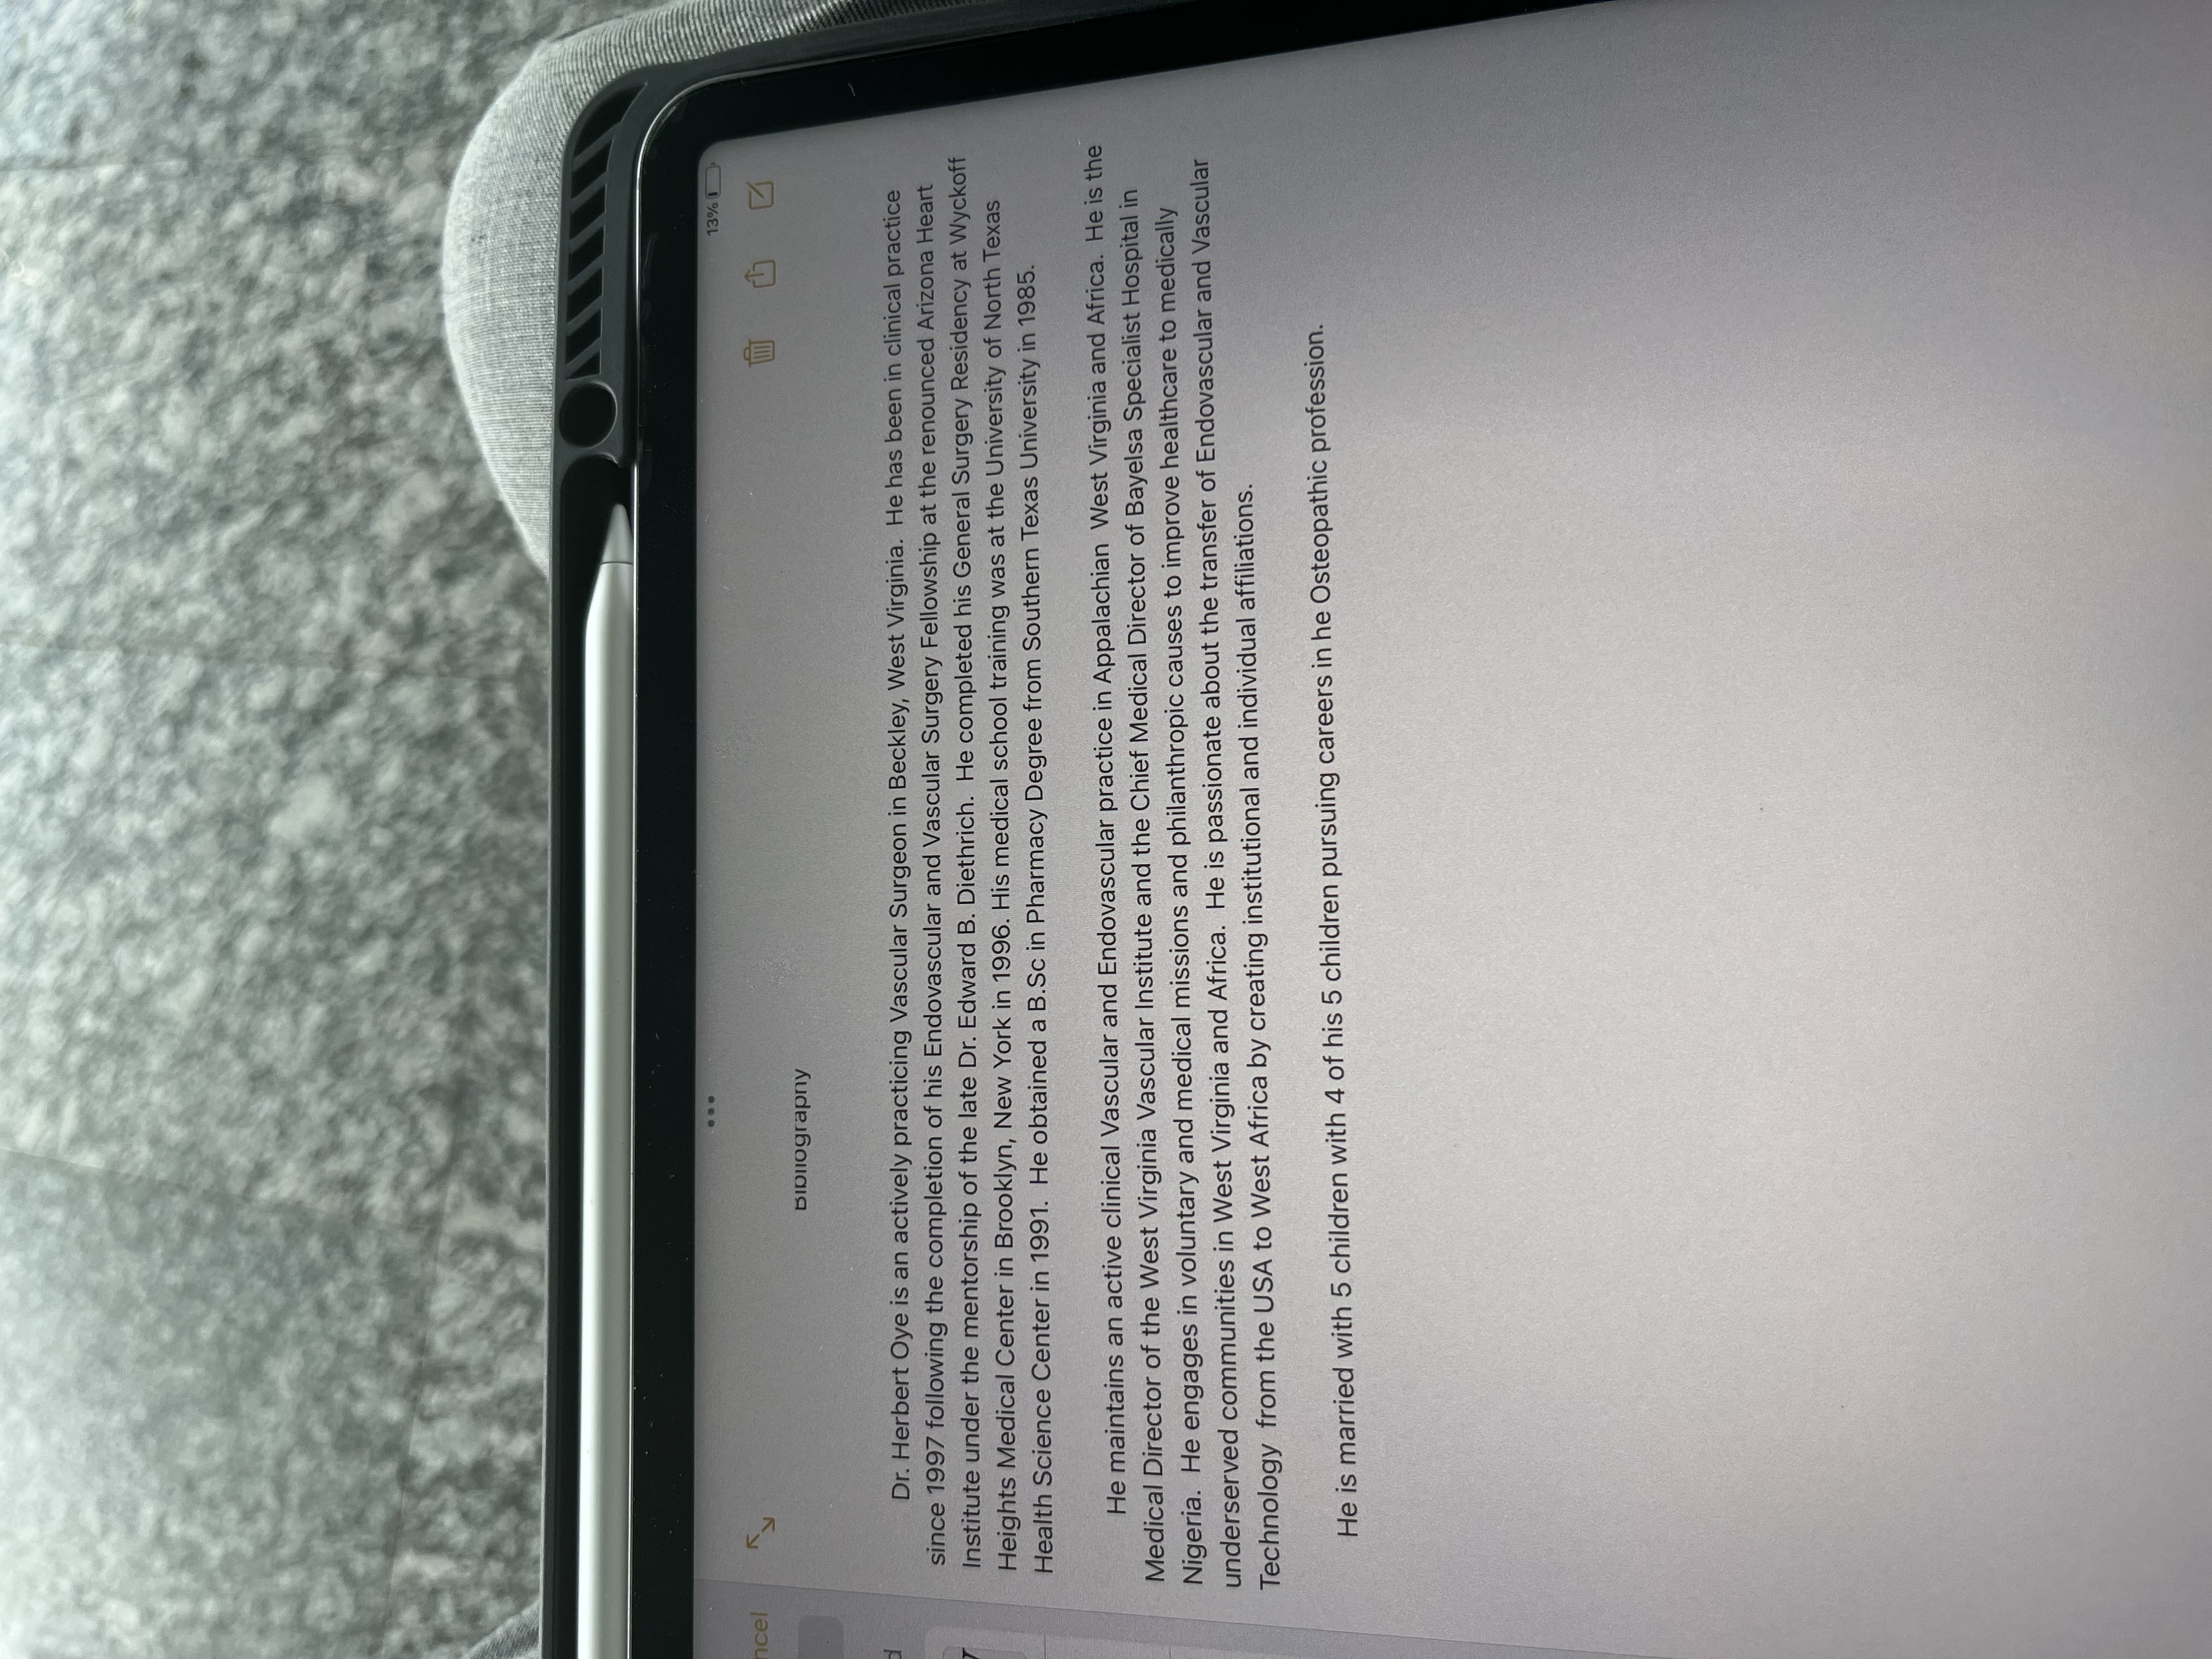 13%
ncel
Bibliography
d
Dr. Herbert Oye is an actively practicing Vascular Surgeon in Beckley, West Virginia.  He has been in clinical practice
since 1997 following the completion of his Endovascular and Vascular Surgery Fellowship at the renounced Arizona Heart
Institute under the mentorship of the late Dr. Edward B. Diethrich.  He completed his General Surgery Residency at Wyckoff
Heights Medical Center in Brooklyn, New York in 1996. His medical school training was at the University of North Texas
Health Science Center in 1991.  He obtained a B.Sc in Pharmacy Degree from Southern Texas University in 1985.
He maintains an active clinical Vascular and Endovascular practice in Appalachian  West Virginia and Africa.  He is the
Medical Director of the West Virginia Vascular Institute and the Chief Medical Director of Bayelsa Specialist Hospital in
Nigeria.  He engages in voluntary and medical missions and philanthropic causes to improve healthcare to medically
underserved communities in West Virginia and Africa.  He is passionate about the transfer of Endovascular and Vascular
Technology  from the USA to West Africa by creating institutional and individual affiliations.
He is married with 5 children with 4 of his 5 children pursuing careers in he Osteopathic profession.